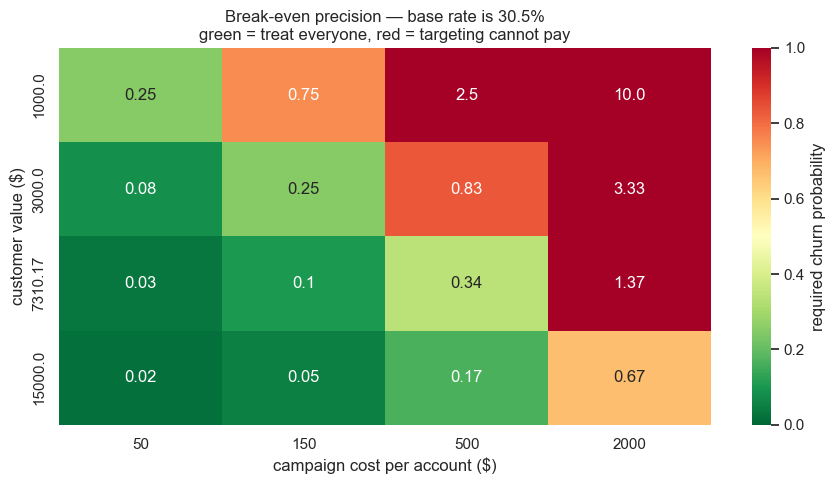 Break-even precision — base rate is 30.5%
green = treat everyone, red = targeting cannot pay
customer value ($)
1000.0
0.25 0.75 2.5 10.0
3000.0
0.08 0.25 0.83 3.33
7310.17
0.03 0.1 0.34 1.37
15000.0
0.02 0.05 0.17 0.67
50 150 500 2000
campaign cost per account ($)
1.0
0.8
0.6
0.4
0.2
0.0
required churn probability